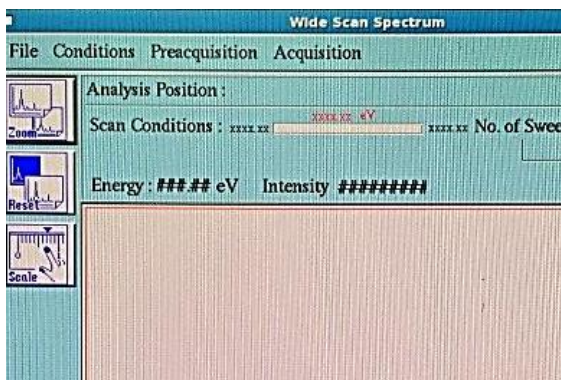 Wide Scan Spectrum
File Conditions Preacquisition Acquisition
Analysis Position :
Zoom
Scan Conditions : xxxx.xx xxxx.xx eV xxxx.xx No. of Swee
Reset
Energy : ###.## eV Intensity #########
Scale